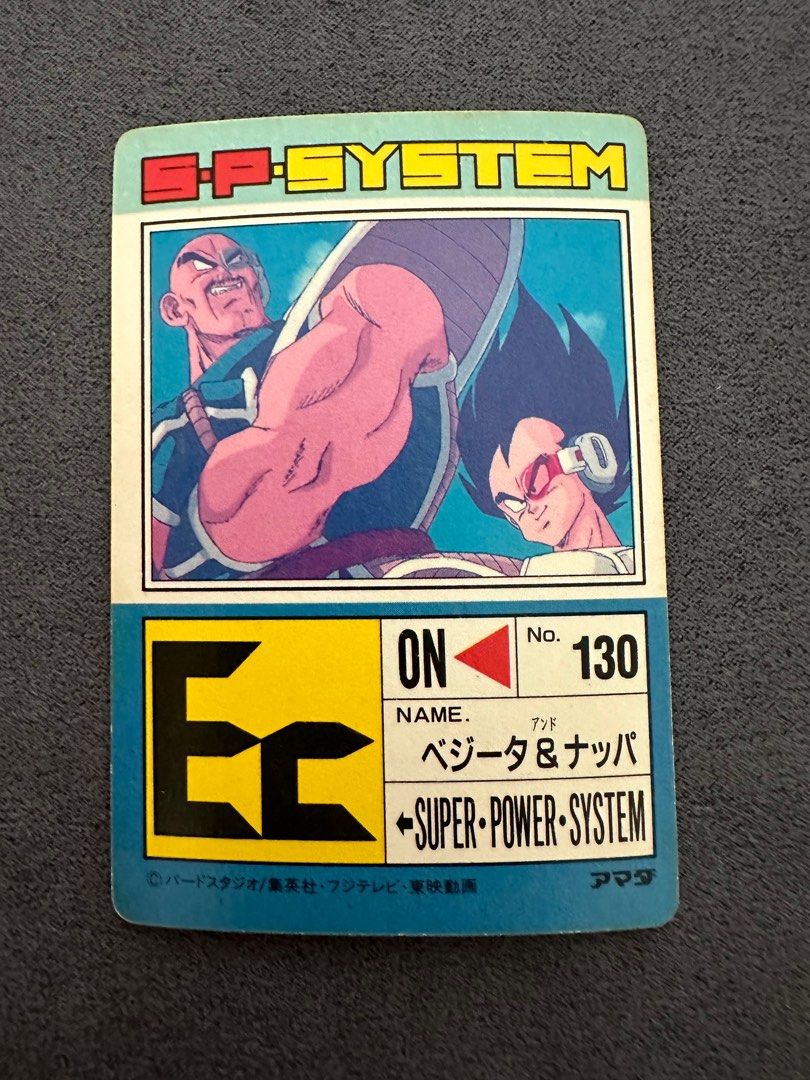 S·P·SYSTEM
Ec
ON
No. 130
NAME.
アンド
ベジータ&ナッパ
←SUPER·POWER·SYSTEM
©バードスタジオ/集英社・フジテレビ・東映動画
アマダ